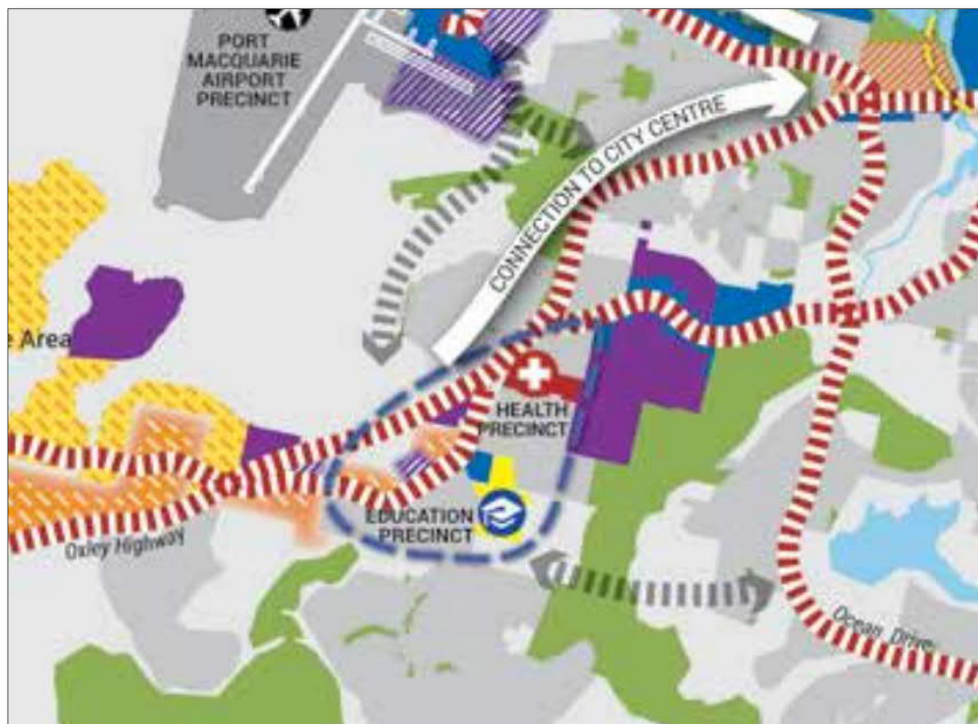 PORT
MACQUARIE
AIRPORT
PRECINCT
CONNECTION TO CITY CENTRE
e Area
HEALTH
PRECINCT
EDUCATION
PRECINCT
Oxley Highway
Ocean Drive